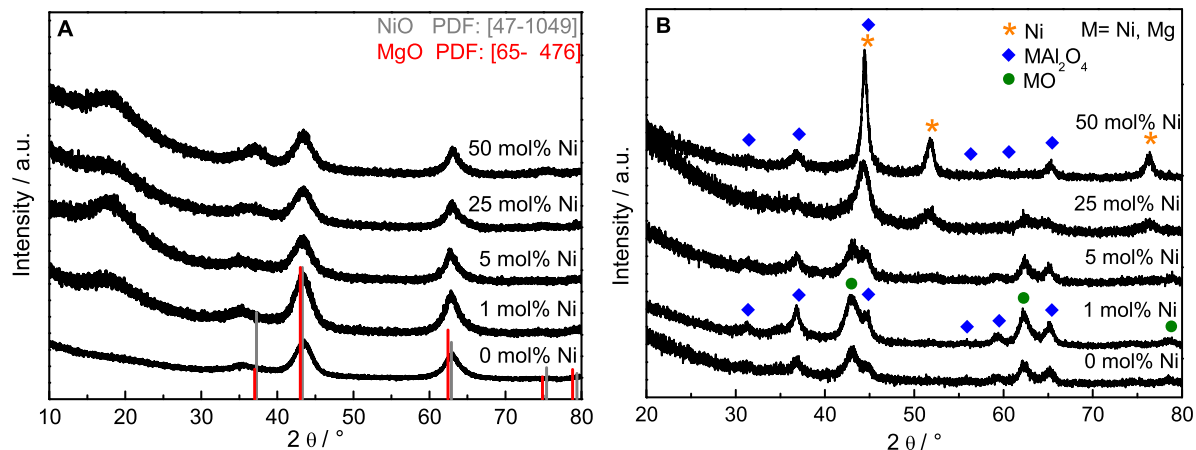 A
NiO PDF: [47-1049]
MgO PDF: [65- 476]
50 mol% Ni
25 mol% Ni
5 mol% Ni
1 mol% Ni
0 mol% Ni
Intensity / a.u.
10 20 30 40 50 60 70 80
2 θ / °
B
Ni M= Ni, Mg
MAl₂O₄
MO
50 mol% Ni
25 mol% Ni
5 mol% Ni
1 mol% Ni
0 mol% Ni
Intensity / a.u.
20 30 40 50 60 70 80
2 θ / °